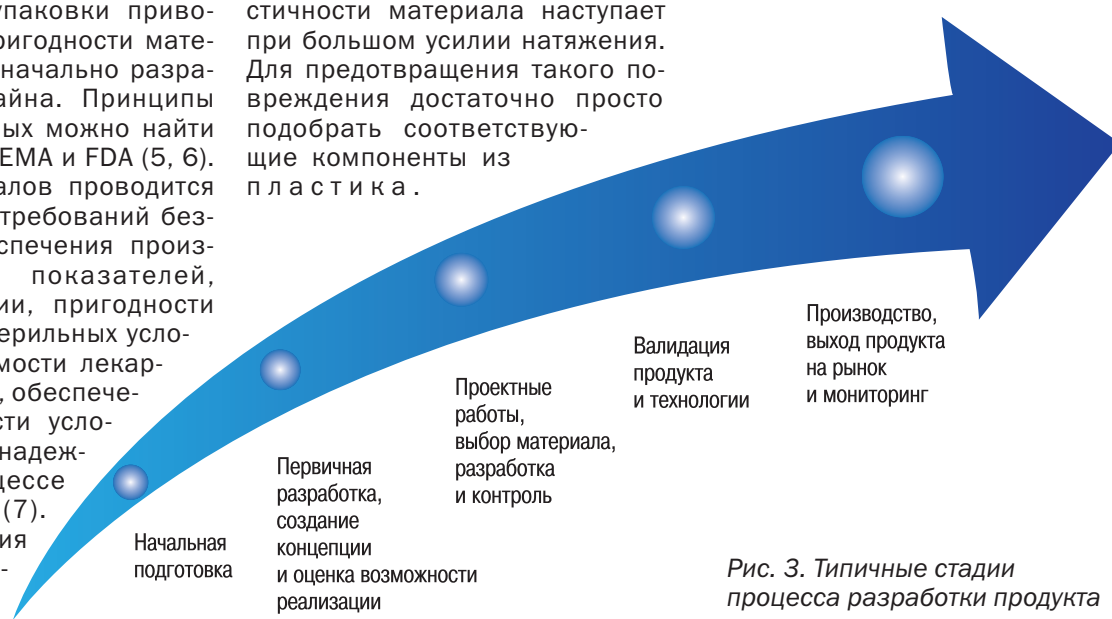 упаковки приво-
ригодности мате-
начально разра-
айна. Принципы
ых можно найти
EMA и FDA (5, 6).
алов проводится
требований без-
спечения произ-
показателей,
ии, пригодности
ерильных усло-
мости лекар-
, обеспече-
сти усло-
надеж-
цессе
(7).
ия
-
стичности материала наступает
при большом усилии натяжения.
Для предотвращения такого по-
вреждения достаточно просто
подобрать соответствую-
щие компоненты из
пластика.
Начальная
подготовка
Первичная
разработка,
создание
концепции
и оценка возможности
реализации
Проектные
работы,
выбор материала,
разработка
и контроль
Валидация
продукта
и технологии
Производство,
выход продукта
на рынок
и мониторинг
Рис. 3. Типичные стадии
процесса разработки продукта